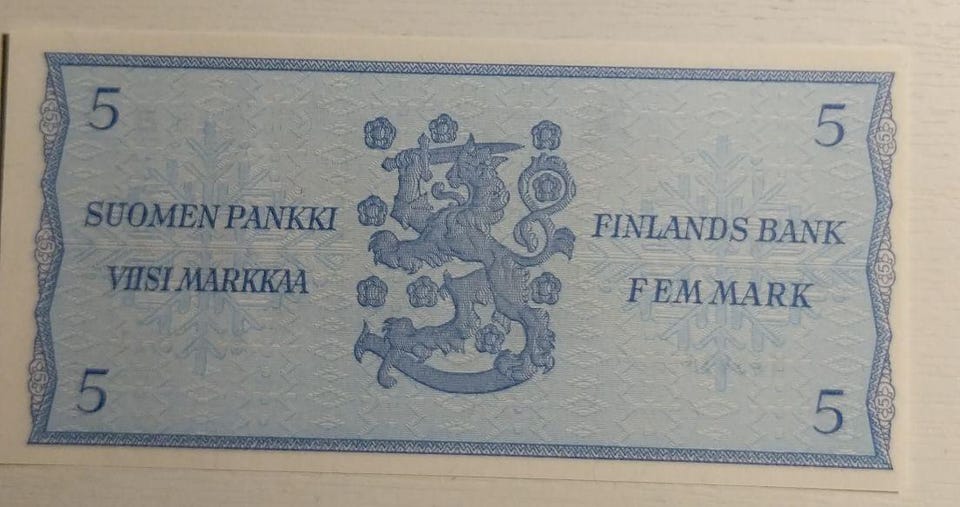 5
5
SUOMEN PANKKI
VIISI MARKKAA
FINLANDS BANK
FEM MARK
5
5